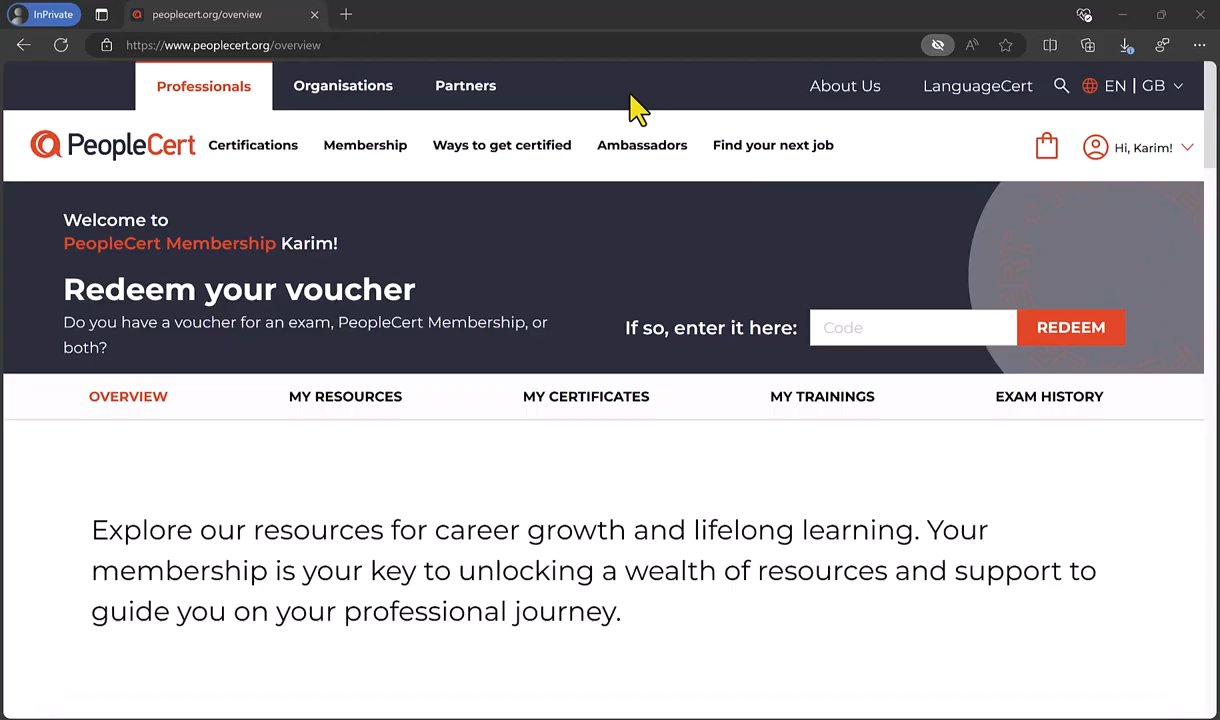 InPrivate
peoplecert.org/overview
https://www.peoplecert.org/overview
Professionals
Organisations
Partners
About Us
LanguageCert
EN | GB
PeopleCert
Certifications
Membership
Ways to get certified
Ambassadors
Find your next job
Hi, Karim!
Welcome to
PeopleCert Membership Karim!
Redeem your voucher
Do you have a voucher for an exam, PeopleCert Membership, or
both?
If so, enter it here:
Code
REDEEM
OVERVIEW
MY RESOURCES
MY CERTIFICATES
MY TRAININGS
EXAM HISTORY
Explore our resources for career growth and lifelong learning. Your
membership is your key to unlocking a wealth of resources and support to
guide you on your professional journey.